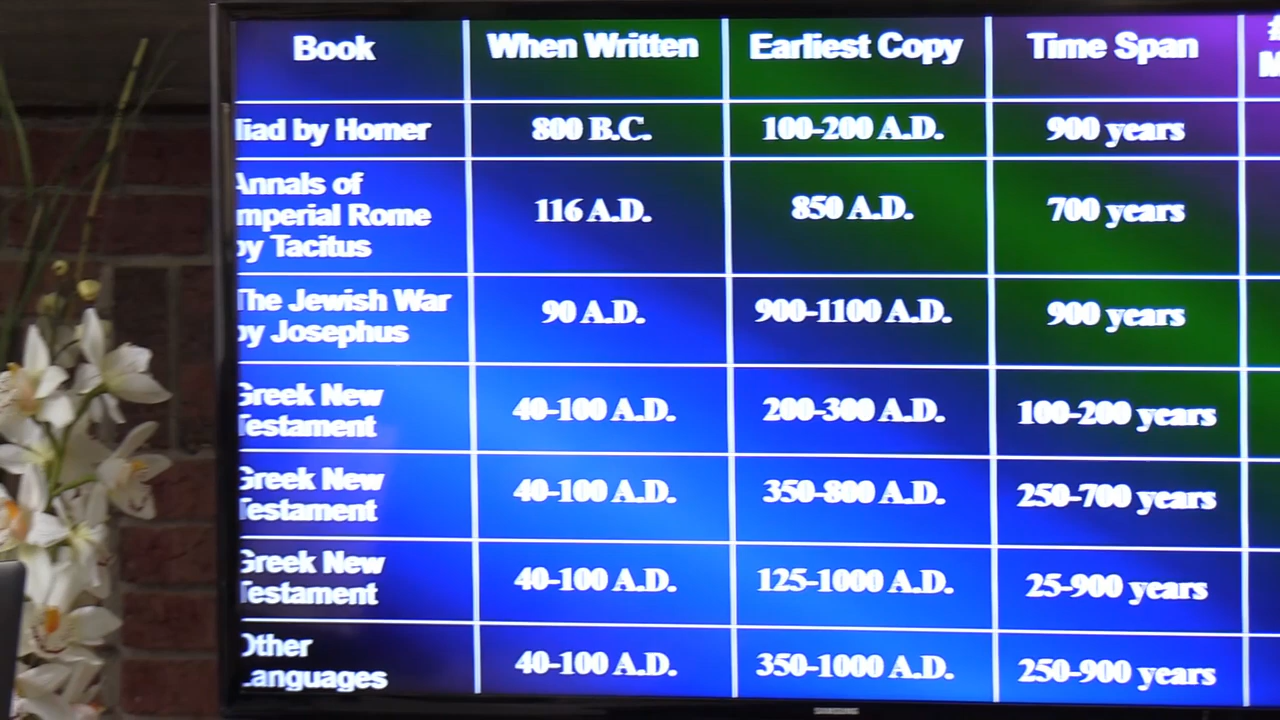 Book When Written Earliest Copy Time Span #
M
liad by Homer 800 B.C. 100-200 A.D. 900 years
Annals of
mperial Rome
by Tacitus 116 A.D. 850 A.D. 700 years
The Jewish War
by Josephus 90 A.D. 900-1100 A.D. 900 years
Greek New
Testament 40-100 A.D. 200-300 A.D. 100-200 years
Greek New
Testament 40-100 A.D. 350-800 A.D. 250-700 years
Greek New
Testament 40-100 A.D. 125-1000 A.D. 25-900 years
Other
Languages 40-100 A.D. 350-1000 A.D. 250-900 years
SAMSUNG